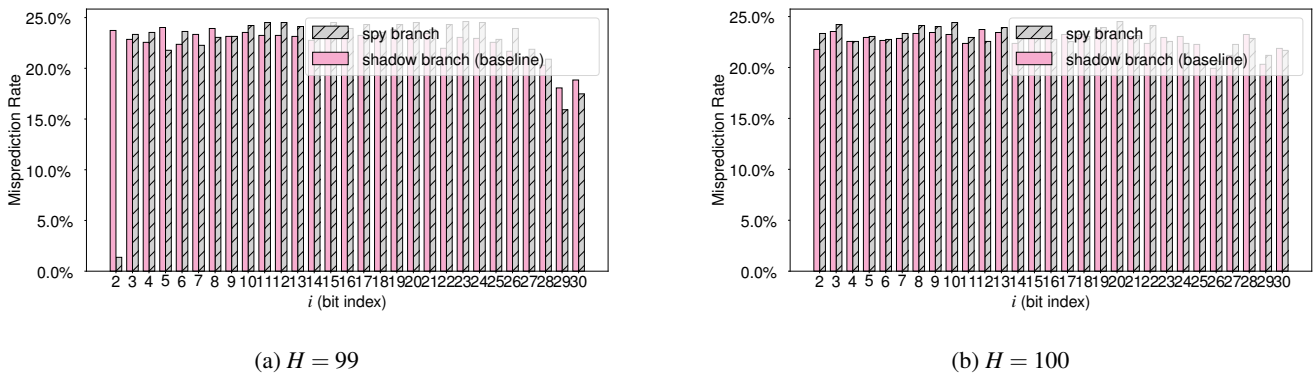 25.0%
20.0%
15.0%
10.0%
5.0%
0.0%
Misprediction Rate
spy branch
shadow branch (baseline)
2 3 4 5 6 7 8 9 10 11 12 13 14 15 16 17 18 19 20 21 22 23 24 25 26 27 28 29 30
i (bit index)
(a) H = 99
25.0%
20.0%
15.0%
10.0%
5.0%
0.0%
Misprediction Rate
spy branch
shadow branch (baseline)
2 3 4 5 6 7 8 9 10 11 12 13 14 15 16 17 18 19 20 21 22 23 24 25 26 27 28 29 30
i (bit index)
(b) H = 100